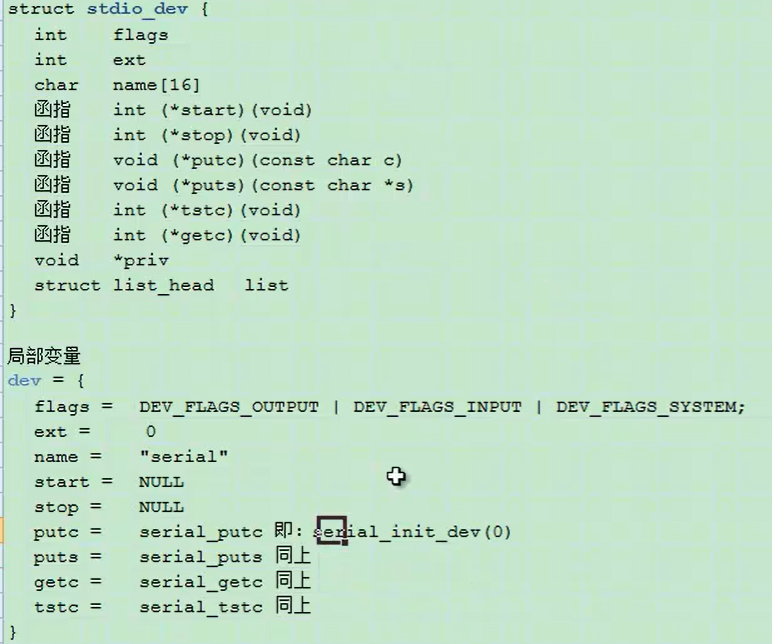 struct stdio_dev {
int flags
int ext
char name[16]
函指 int (*start)(void)
函指 int (*stop)(void)
函指 void (*putc)(const char c)
函指 void (*puts)(const char *s)
函指 int (*tstc)(void)
函指 int (*getc)(void)
void *priv
struct list_head list
}
局部变量
dev = {
flags = DEV_FLAGS_OUTPUT | DEV_FLAGS_INPUT | DEV_FLAGS_SYSTEM;
ext = 0
name = "serial"
start = NULL
stop = NULL
putc = serial_putc 即: serial_init_dev(0)
puts = serial_puts 同上
getc = serial_getc 同上
tstc = serial_tstc 同上
}